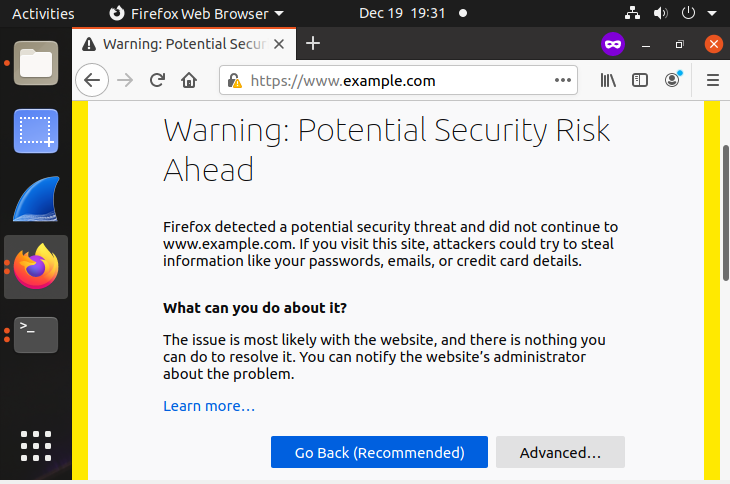 Activities Firefox Web Browser Dec 19 19:31
Warning: Potential Secur
https://www.example.com
Warning: Potential Security Risk
Ahead
Firefox detected a potential security threat and did not continue to
www.example.com. If you visit this site, attackers could try to steal
information like your passwords, emails, or credit card details.
What can you do about it?
The issue is most likely with the website, and there is nothing you
can do to resolve it. You can notify the website’s administrator
about the problem.
Learn more…
Go Back (Recommended) Advanced…